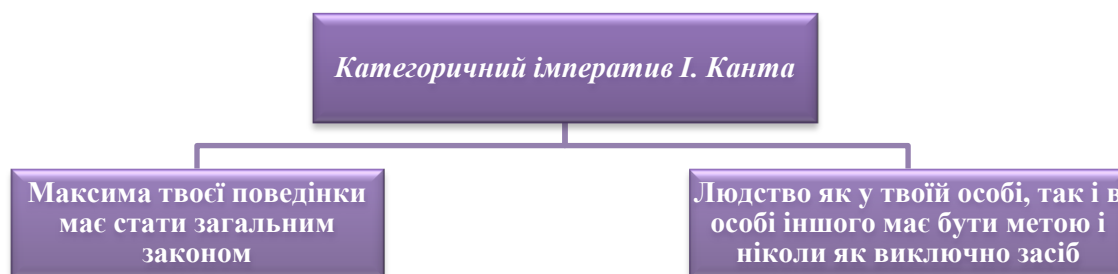 Категоричний імператив І. Канта
Максима твоєї поведінки
має стати загальним
законом
Людство як у твоїй особі, так і в
особі іншого має бути метою і
ніколи як виключно засіб